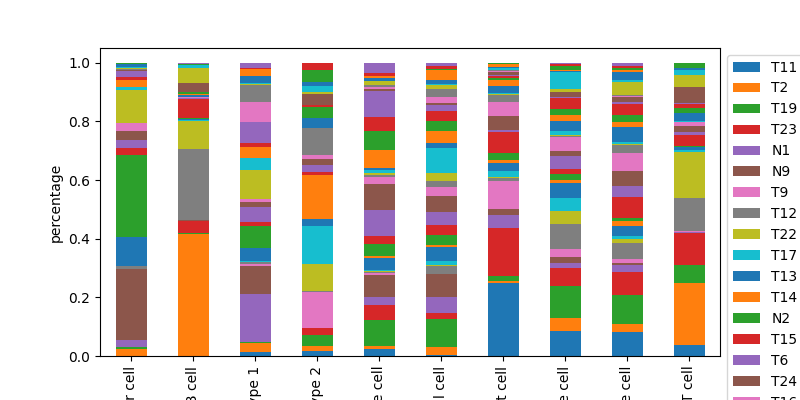 percentage
1.0
0.8
0.6
0.4
0.2
0.0
r cell
B cell
ype 1
ype 2
e cell
l cell
t cell
e cell
e cell
T cell
T11
T2
T19
T23
N1
N9
T9
T12
T22
T17
T13
T14
N2
T15
T6
T24
T16